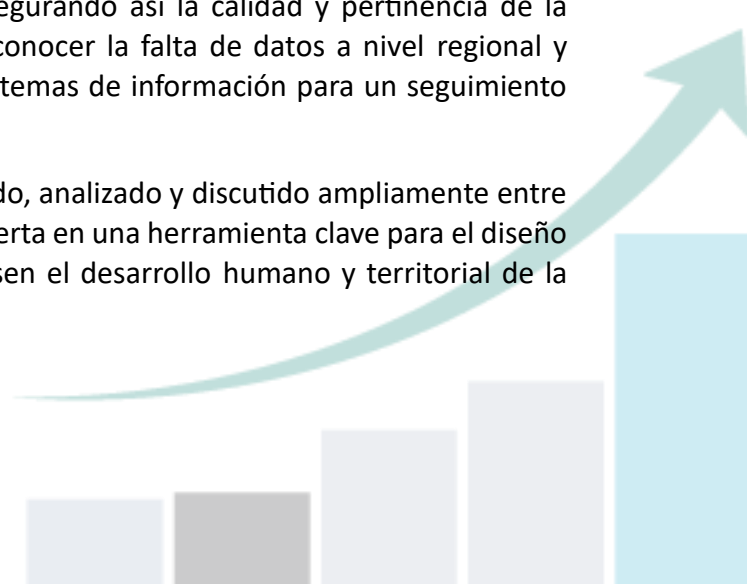 egurando así la calidad y pertinencia de la
conocer la falta de datos a nivel regional y
temas de información para un seguimiento
do, analizado y discutido ampliamente entre
erta en una herramienta clave para el diseño
sen el desarrollo humano y territorial de la